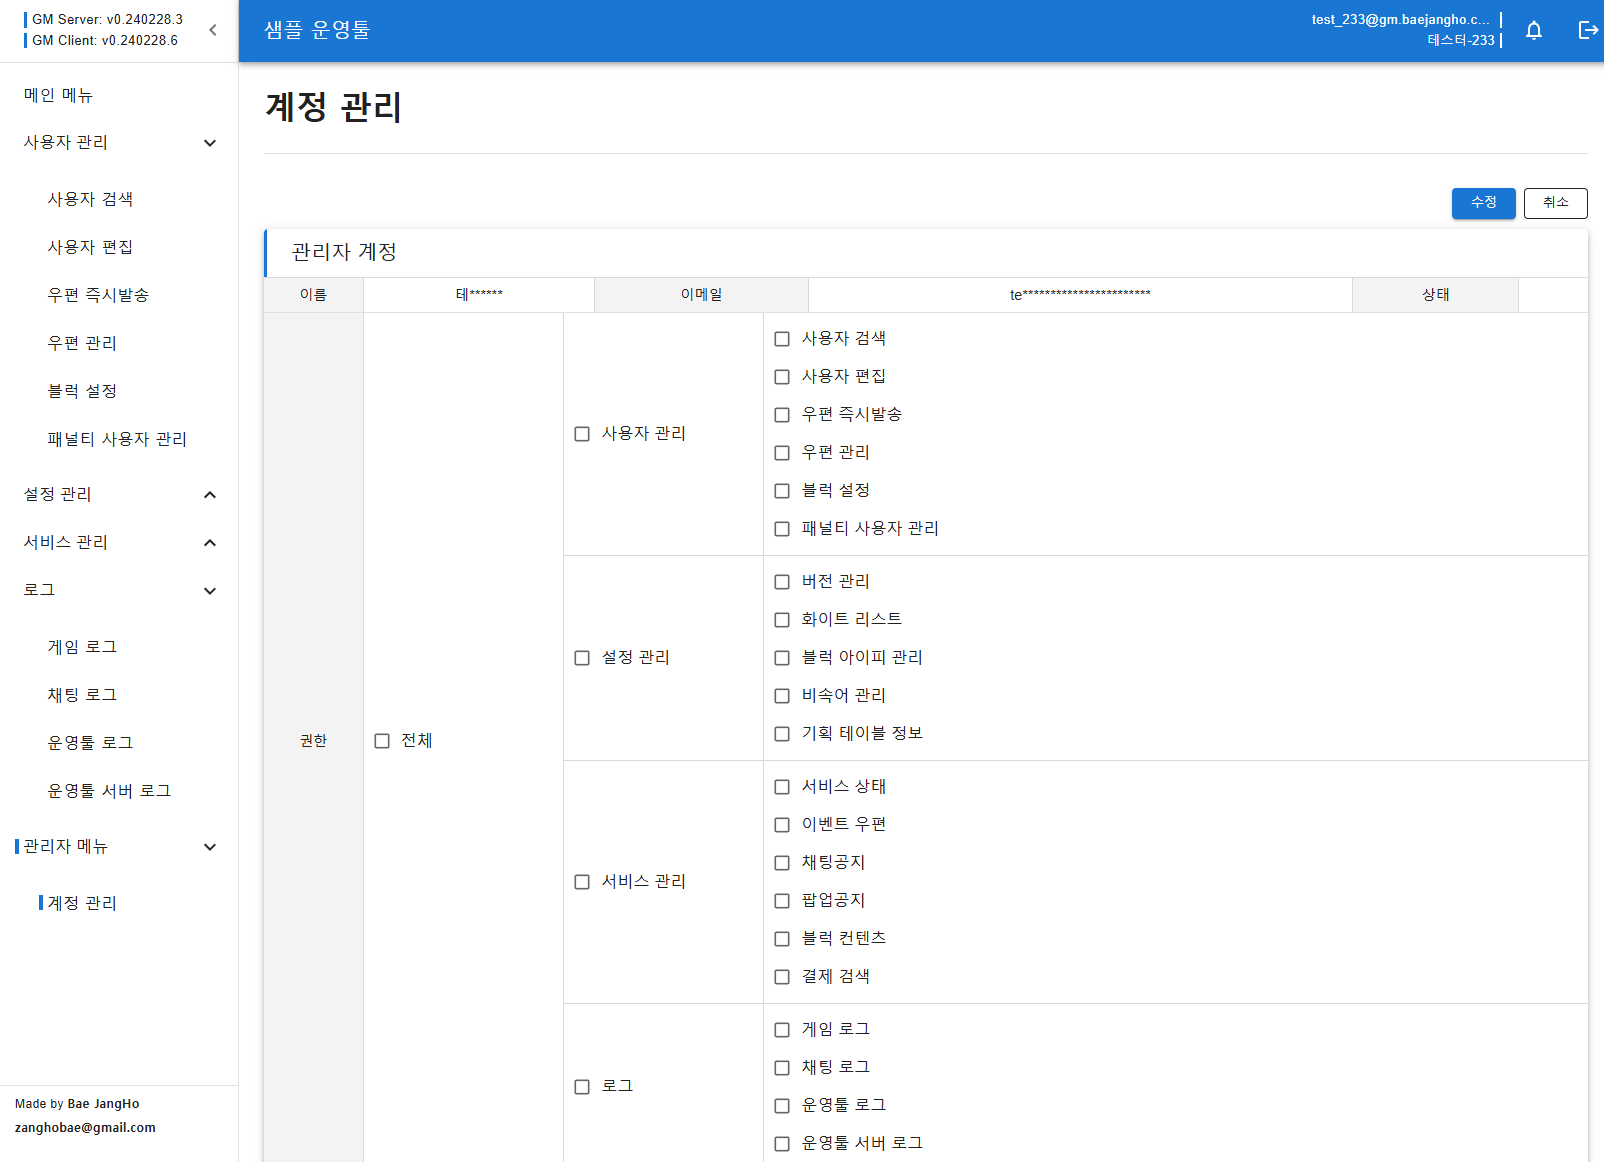 GM Server: v0.240228.3
GM Client: v0.240228.6
샘플 운영툴
test_233@gm.baejangho.c...
테스터-233
메인 메뉴
사용자 관리
사용자 검색
사용자 편집
우편 즉시발송
우편 관리
블럭 설정
패널티 사용자 관리
설정 관리
서비스 관리
로그
게임 로그
채팅 로그
운영툴 로그
운영툴 서버 로그
관리자 메뉴
계정 관리
Made by Bae JangHo
zanghobae@gmail.com
계정 관리
수정 취소
관리자 계정
이름 테****** 이메일 te*********************** 상태
권한
전체
사용자 관리
사용자 검색
사용자 편집
우편 즉시발송
우편 관리
블럭 설정
패널티 사용자 관리
설정 관리
버전 관리
화이트 리스트
블럭 아이피 관리
비속어 관리
기획 테이블 정보
서비스 관리
서비스 상태
이벤트 우편
채팅공지
팝업공지
블럭 컨텐츠
결제 검색
로그
게임 로그
채팅 로그
운영툴 로그
운영툴 서버 로그